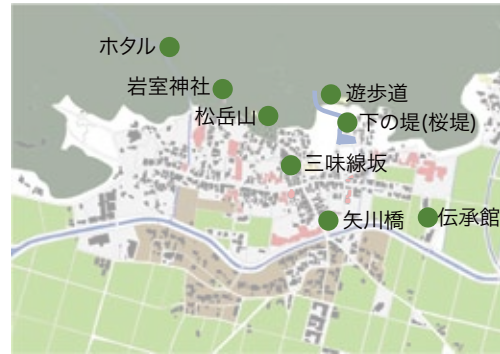 ホタル
岩室神社
遊歩道
松岳山
下の堤(桜堤)
三味線坂
矢川橋
伝承館